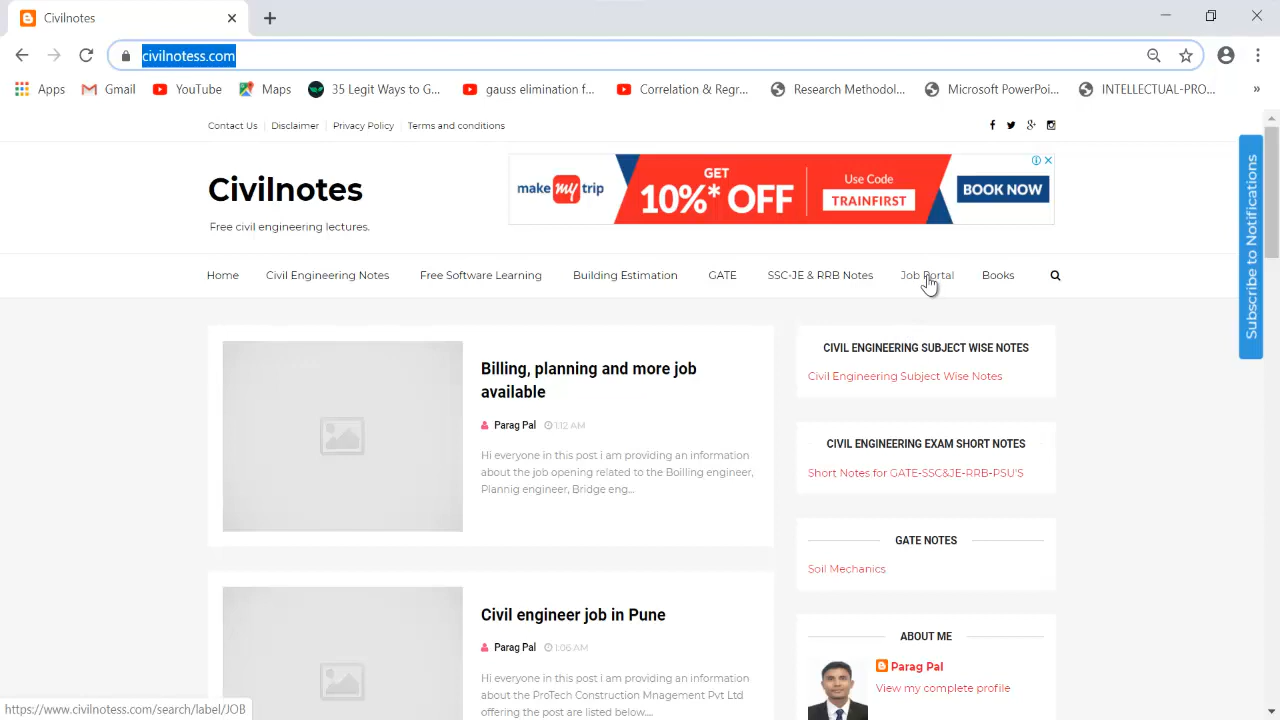 Civilnotes
civilnotess.com
Apps
Gmail
YouTube
Maps
35 Legit Ways to G...
gauss elimination f...
Correlation & Regr...
Research Methodol...
Microsoft PowerPoi...
INTELLECTUAL-PRO...
»
Contact Us | Disclaimer | Privacy Policy | Terms and conditions
Civilnotes
Free civil engineering lectures.
make my trip
GET
10%* OFF
Use Code
TRAINFIRST
BOOK NOW
Subscribe to Notifications
Home
Civil Engineering Notes
Free Software Learning
Building Estimation
GATE
SSC-JE & RRB Notes
Job Portal
Books
Billing, planning and more job
available
Parag Pal 1:12 AM
Hi everyone in this post i am providing an information
about the job opening related to the Boilling engineer,
Plannig engineer, Bridge eng...
Civil engineer job in Pune
Parag Pal 1:06 AM
Hi everyone in this post i am providing an information
about the ProTech Construction Mnagement Pvt Ltd
offering the post are listed below....
CIVIL ENGINEERING SUBJECT WISE NOTES
Civil Engineering Subject Wise Notes
CIVIL ENGINEERING EXAM SHORT NOTES
Short Notes for GATE-SSC&JE-RRB-PSU'S
GATE NOTES
Soil Mechanics
ABOUT ME
Parag Pal
View my complete profile
https://www.civilnotess.com/search/label/JOB